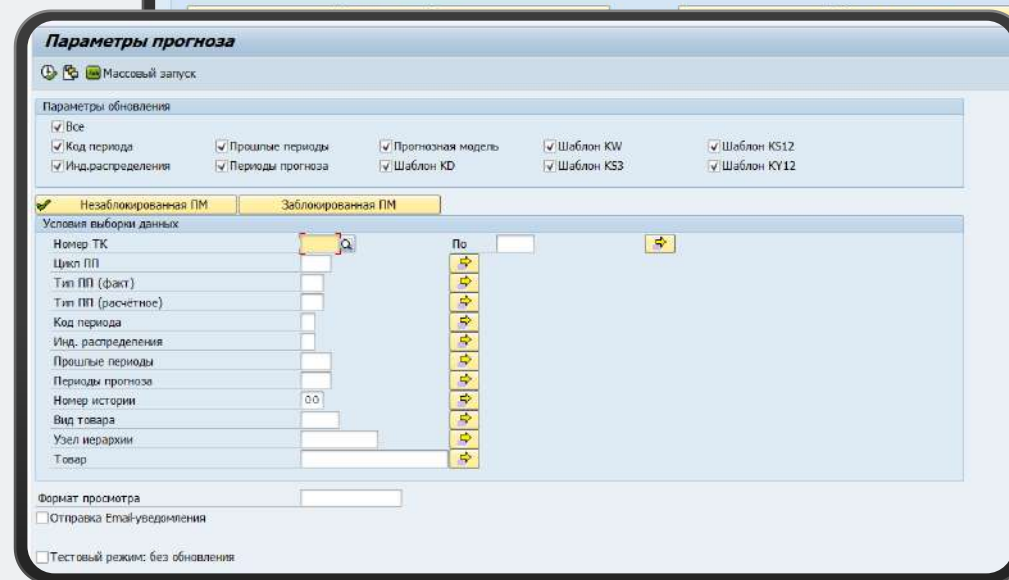 Параметры прогноза
Массовый запуск
Параметры обновления
Все
Код периода Прошлые периоды Прогнозная модель Шаблон KW Шаблон KS12
Инд.распределения Периоды прогноза Шаблон KD Шаблон KS3 Шаблон KY12
Незаблокированная ПМ Заблокированная ПМ
Условия выборки данных
Номер ТК По
Цикл ПП
Тип ПП (факт)
Тип ПП (расчётное)
Код периода
Инд. распределения
Прошлые периоды
Периоды прогноза
Номер истории 00
Вид товара
Узел иерархии
Товар
Формат просмотра
Отправка Email-уведомления
Тестовый режим: без обновления